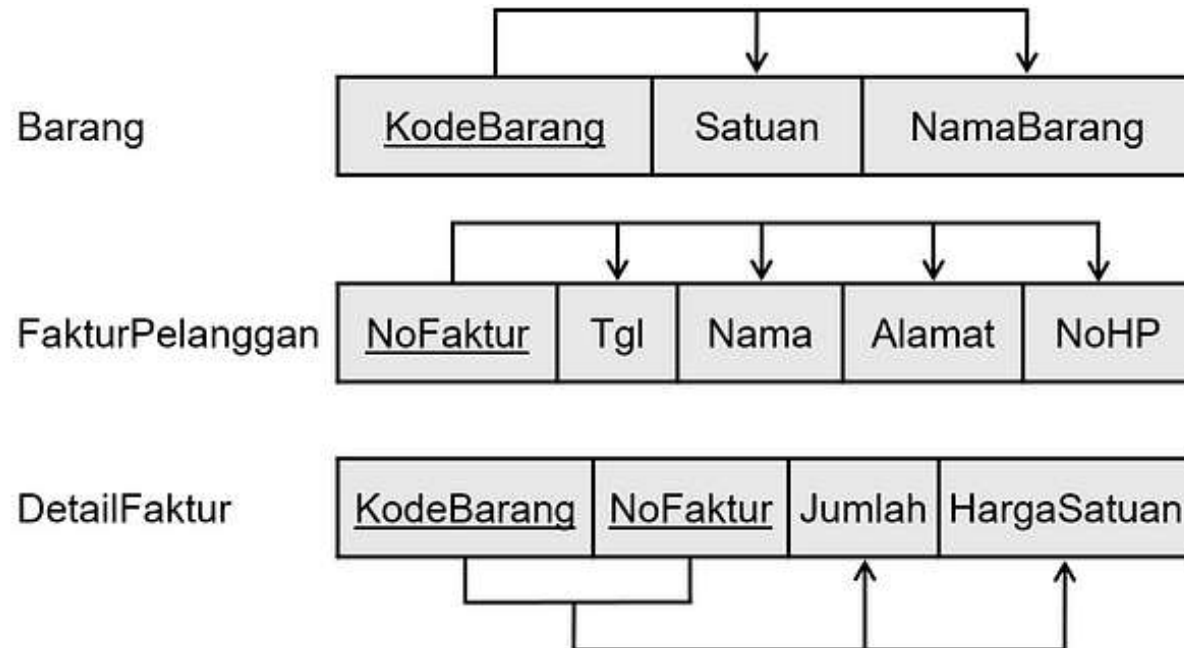 Barang KodeBarang Satuan NamaBarang
FakturPelanggan NoFaktur Tgl Nama Alamat NoHP
DetailFaktur KodeBarang NoFaktur Jumlah HargaSatuan